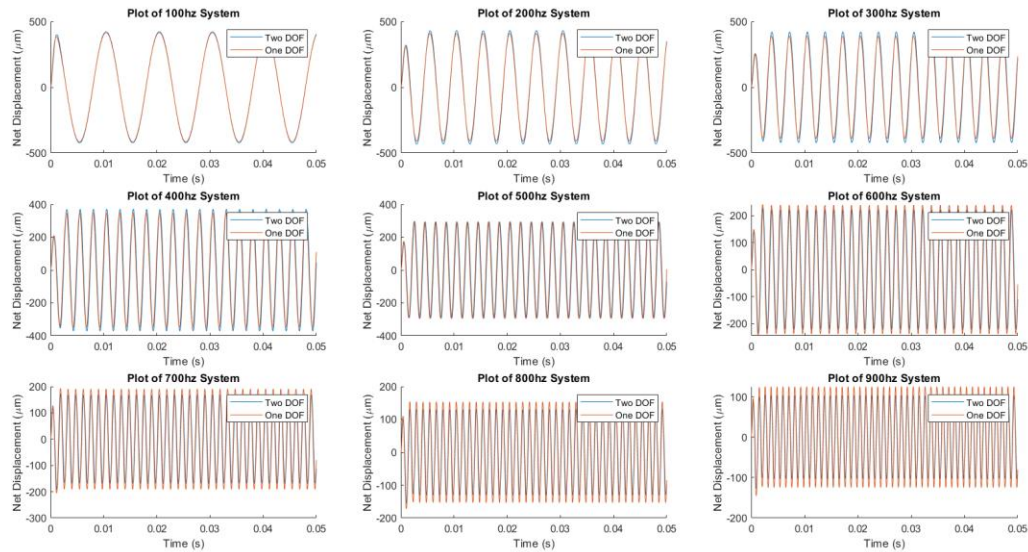 Plot of 100hz System
Net Displacement (μm)
500
0
-500
0
0.01
0.02
0.03
0.04
0.05
Time (s)
Two DOF
One DOF
Plot of 200hz System
Net Displacement (μm)
500
0
-500
0
0.01
0.02
0.03
0.04
0.05
Time (s)
Two DOF
One DOF
Plot of 300hz System
Net Displacement (μm)
500
0
-500
0
0.01
0.02
0.03
0.04
0.05
Time (s)
Two DOF
One DOF
Plot of 400hz System
Net Displacement (μm)
400
200
0
-200
-400
0
0.01
0.02
0.03
0.04
0.05
Time (s)
Two DOF
One DOF
Plot of 500hz System
Net Displacement (μm)
400
200
0
-200
-400
0
0.01
0.02
0.03
0.04
0.05
Time (s)
Two DOF
One DOF
Plot of 600hz System
Net Displacement (μm)
200
100
0
-100
-200
0
0.01
0.02
0.03
0.04
0.05
Time (s)
Two DOF
One DOF
Plot of 700hz System
Net Displacement (μm)
200
100
0
-100
-200
-300
0
0.01
0.02
0.03
0.04
0.05
Time (s)
Two DOF
One DOF
Plot of 800hz System
Net Displacement (μm)
200
100
0
-100
-200
0
0.01
0.02
0.03
0.04
0.05
Time (s)
Two DOF
One DOF
Plot of 900hz System
Net Displacement (μm)
100
0
-100
-200
0
0.01
0.02
0.03
0.04
0.05
Time (s)
Two DOF
One DOF